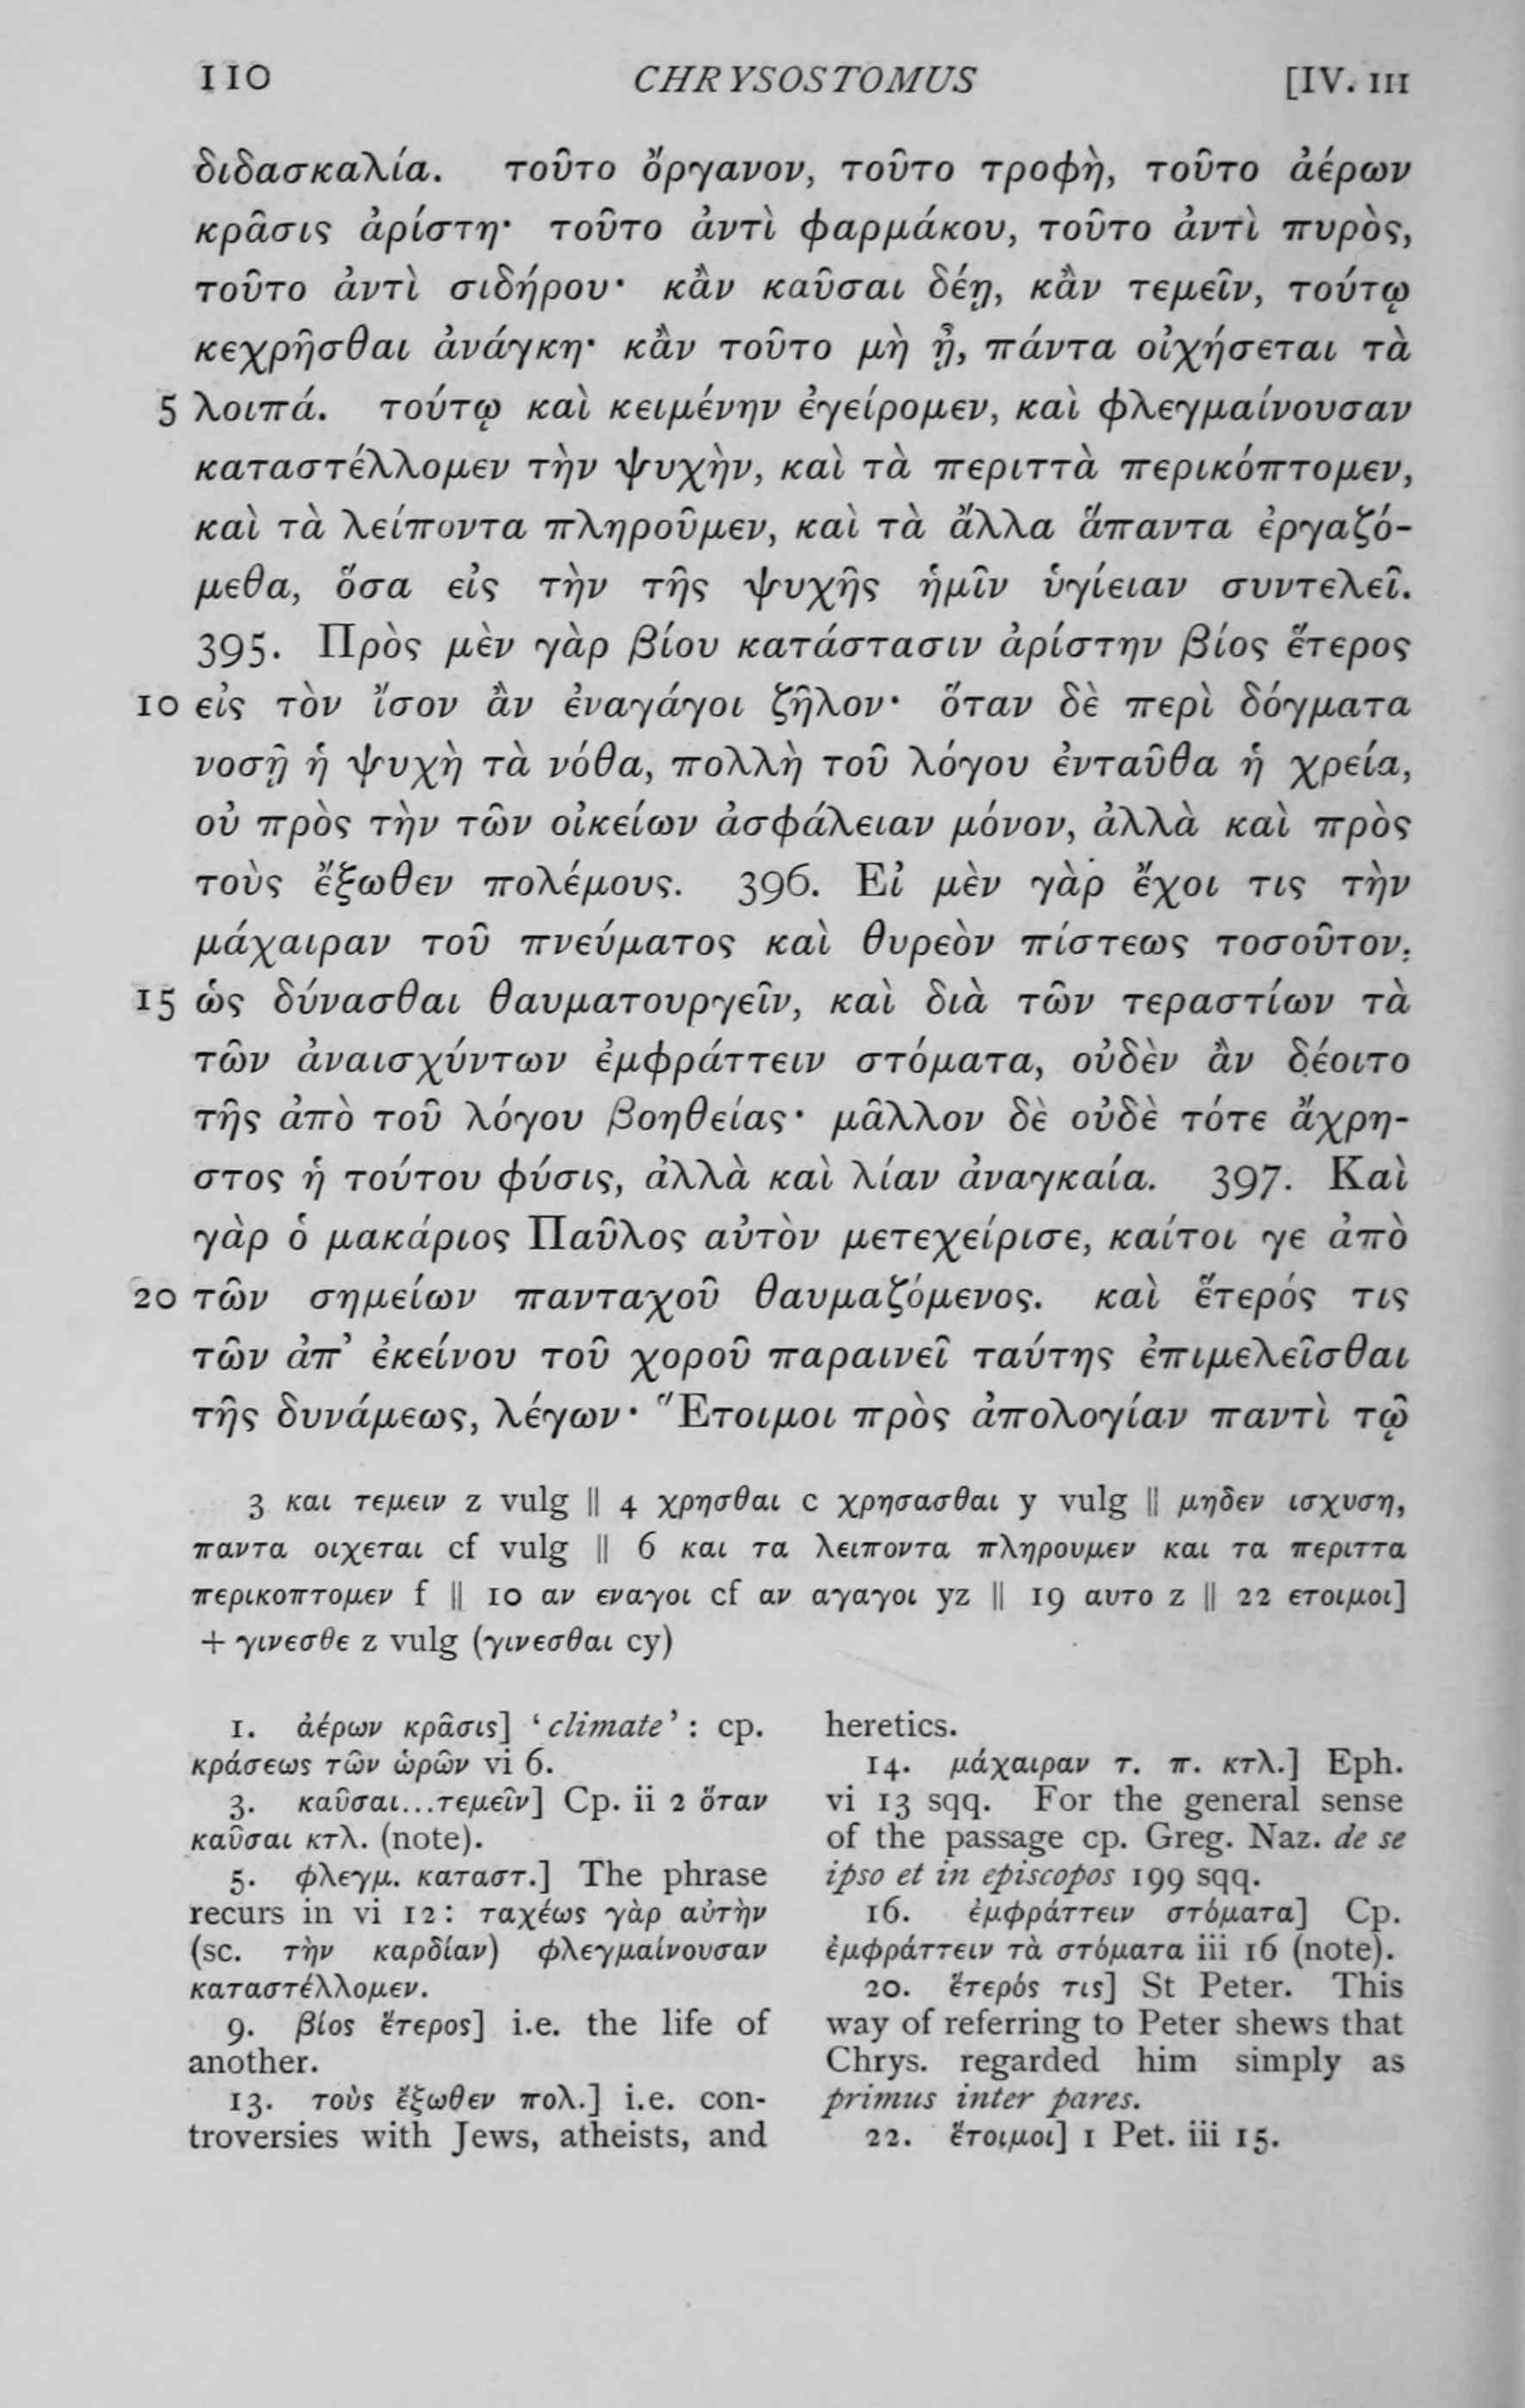 110 CHRYSOSTOMUS [IV. III
διδασκαλία. τοῦτο ὄργανον, τοῦτο τροφὴ, τοῦτο ἀέρων
κρᾶσις ἀρίστη· τοῦτο ἀντὶ φαρμάκου, τοῦτο ἀντὶ πυρὸς,
τοῦτο ἀντὶ σιδήρου· κἂν καῦσαι δέῃ, κἂν τεμεῖν, τούτῳ
κεχρῆσθαι ἀνάγκη· κἂν τοῦτο μὴ ᾖ, πάντα οἰχήσεται τὰ
5 λοιπά. τούτῳ καὶ κειμένην ἐγείρομεν, καὶ φλεγμαίνουσαν
καταστέλλομεν τὴν ψυχὴν, καὶ τὰ περιττὰ περικόπτομεν,
καὶ τὰ λείποντα πληροῦμεν, καὶ τὰ ἄλλα ἅπαντα ἐργαζό-
μεθα, ὅσα εἰς τὴν τῆς ψυχῆς ἡμῖν ὑγίειαν συντελεῖ.
395. Πρὸς μὲν γὰρ βίου κατάστασιν ἀρίστην βίος ἕτερος
10 εἰς τὸν ἴσον ἂν ἐναγάγοι ζῆλον· ὅταν δὲ περὶ δόγματα
νοσῇ ἡ ψυχὴ τὰ νόθα, πολλὴ τοῦ λόγου ἐνταῦθα ἡ χρεία,
οὐ πρὸς τὴν τῶν οἰκείων ἀσφάλειαν μόνον, ἀλλὰ καὶ πρὸς
τοὺς ἔξωθεν πολέμους. 396. Εἰ μὲν γὰρ ἔχοι τις τὴν
μάχαιραν τοῦ πνεύματος καὶ θυρεὸν πίστεως τοσοῦτον,
15 ὡς δύνασθαι θαυματουργεῖν, καὶ διὰ τῶν τεραστίων τὰ
τῶν ἀναισχύντων ἐμφράττειν στόματα, οὐδὲν ἂν δέοιτο
τῆς ἀπὸ τοῦ λόγου βοηθείας· μᾶλλον δὲ οὐδὲ τότε ἄχρη-
στος ἡ τούτου φύσις, ἀλλὰ καὶ λίαν ἀναγκαία. 397. Καὶ
γὰρ ὁ μακάριος Παῦλος αὐτὸν μετεχείρισε, καίτοι γε ἀπὸ
20 τῶν σημείων πανταχοῦ θαυμαζόμενος. καὶ ἕτερός τις
τῶν ἀπ’ ἐκείνου τοῦ χοροῦ παραινεῖ ταύτης ἐπιμελεῖσθαι
τῆς δυνάμεως, λέγων· Ἕτοιμοι πρὸς ἀπολογίαν παντὶ τῷ
3 και τεμειν z vulg || 4 χρησθαι c χρησασθαι y vulg || μηδεν ισχυση,
παντα οιχεται cf vulg || 6 και τα λειποντα πληρουμεν και τα περιττα
περικοπτομεν f || 10 αν εναγοι cf αν αγαγοι yz || 19 αυτο z || 22 ετοιμοι]
+ γινεσθε z vulg (γινεσθαι cy)
1. ἀέρων κρᾶσις] ‘climate’: cp.
κράσεως τῶν ὡρῶν vi 6.
3. καῦσαι...τεμεῖν] Cp. ii 2 ὅταν
καῦσαι κτλ. (note).
5. φλεγμ. καταστ.] The phrase
recurs in vi 12: ταχέως γὰρ αὐτὴν
(sc. τὴν καρδίαν) φλεγμαίνουσαν
καταστέλλομεν.
9. βίος ἕτερος] i.e. the life of
another.
13. τοὺς ἔξωθεν πολ.] i.e. con-
troversies with Jews, atheists, and
heretics.
14. μάχαιραν τ. π. κτλ.] Eph.
vi 13 sqq. For the general sense
of the passage cp. Greg. Naz. de se
ipso et in episcopos 199 sqq.
16. ἐμφράττειν στόματα] Cp.
ἐμφράττειν τὰ στόματα iii 16 (note).
20. ἕτερός τις] St Peter. This
way of referring to Peter shews that
Chrys. regarded him simply as
primus inter pares.
22. ἕτοιμοι] 1 Pet. iii 15.